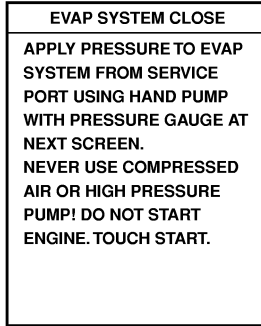 EVAP SYSTEM CLOSE
APPLY PRESSURE TO EVAP
SYSTEM FROM SERVICE
PORT USING HAND PUMP
WITH PRESSURE GAUGE AT
NEXT SCREEN.
NEVER USE COMPRESSED
AIR OR HIGH PRESSURE
PUMP! DO NOT START
ENGINE. TOUCH START.